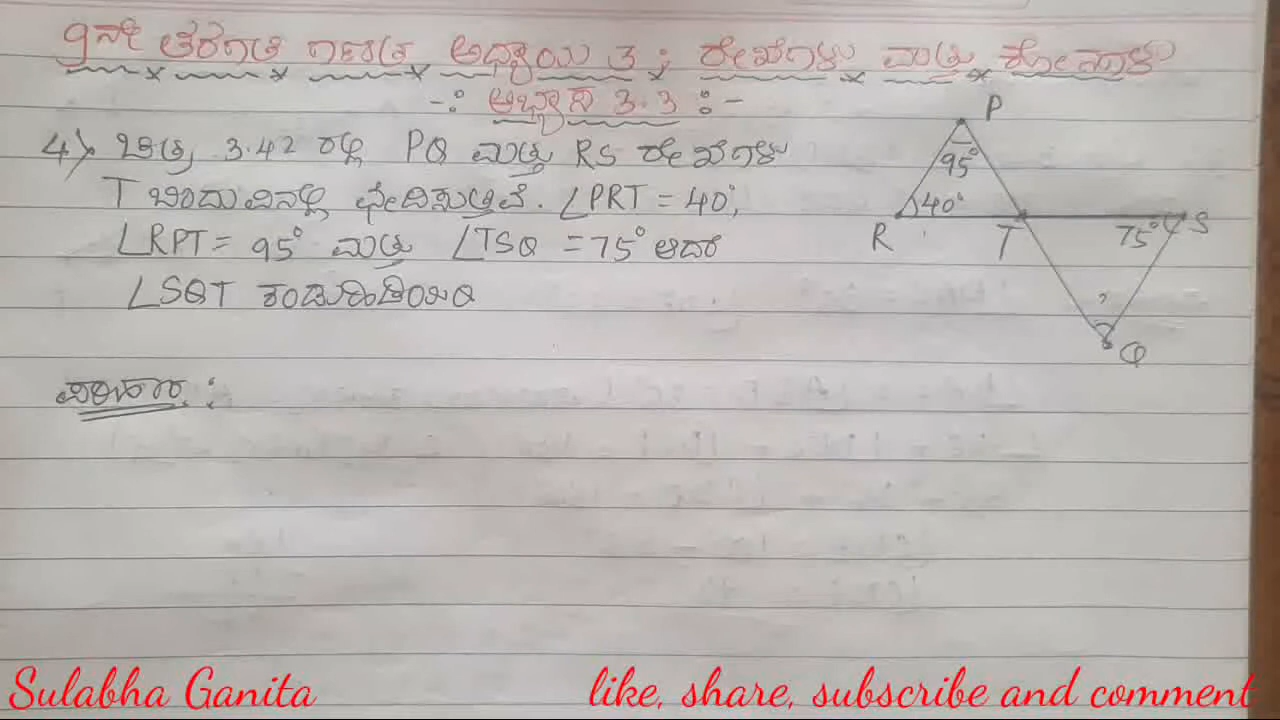 9ನೇ ತರಗತಿ ಗಣಿತ ಅಧ್ಯಾಯ 3 ; ರೇಖೆಗಳು ಮತ್ತು ಕೋನಗಳು
-: ಅಭ್ಯಾಸ 3.3 :-
4) ಚಿತ್ರ 3.42 ರಲ್ಲಿ PQ ಮತ್ತು RS ರೇಖೆಗಳು
T ಬಿಂದುವಿನಲ್ಲಿ ಛೇದಿಸುತ್ತವೆ. ∠PRT = 40°,
∠RPT = 95° ಮತ್ತು ∠TSQ = 75° ಆದರೆ
∠SQT ಕಂಡುಹಿಡಿಯಿರಿ
P
95°
40°
R
T
75°
S
?
Q
ಪರಿಹಾರ :
Sulabha Ganita
like, share, subscribe and comment